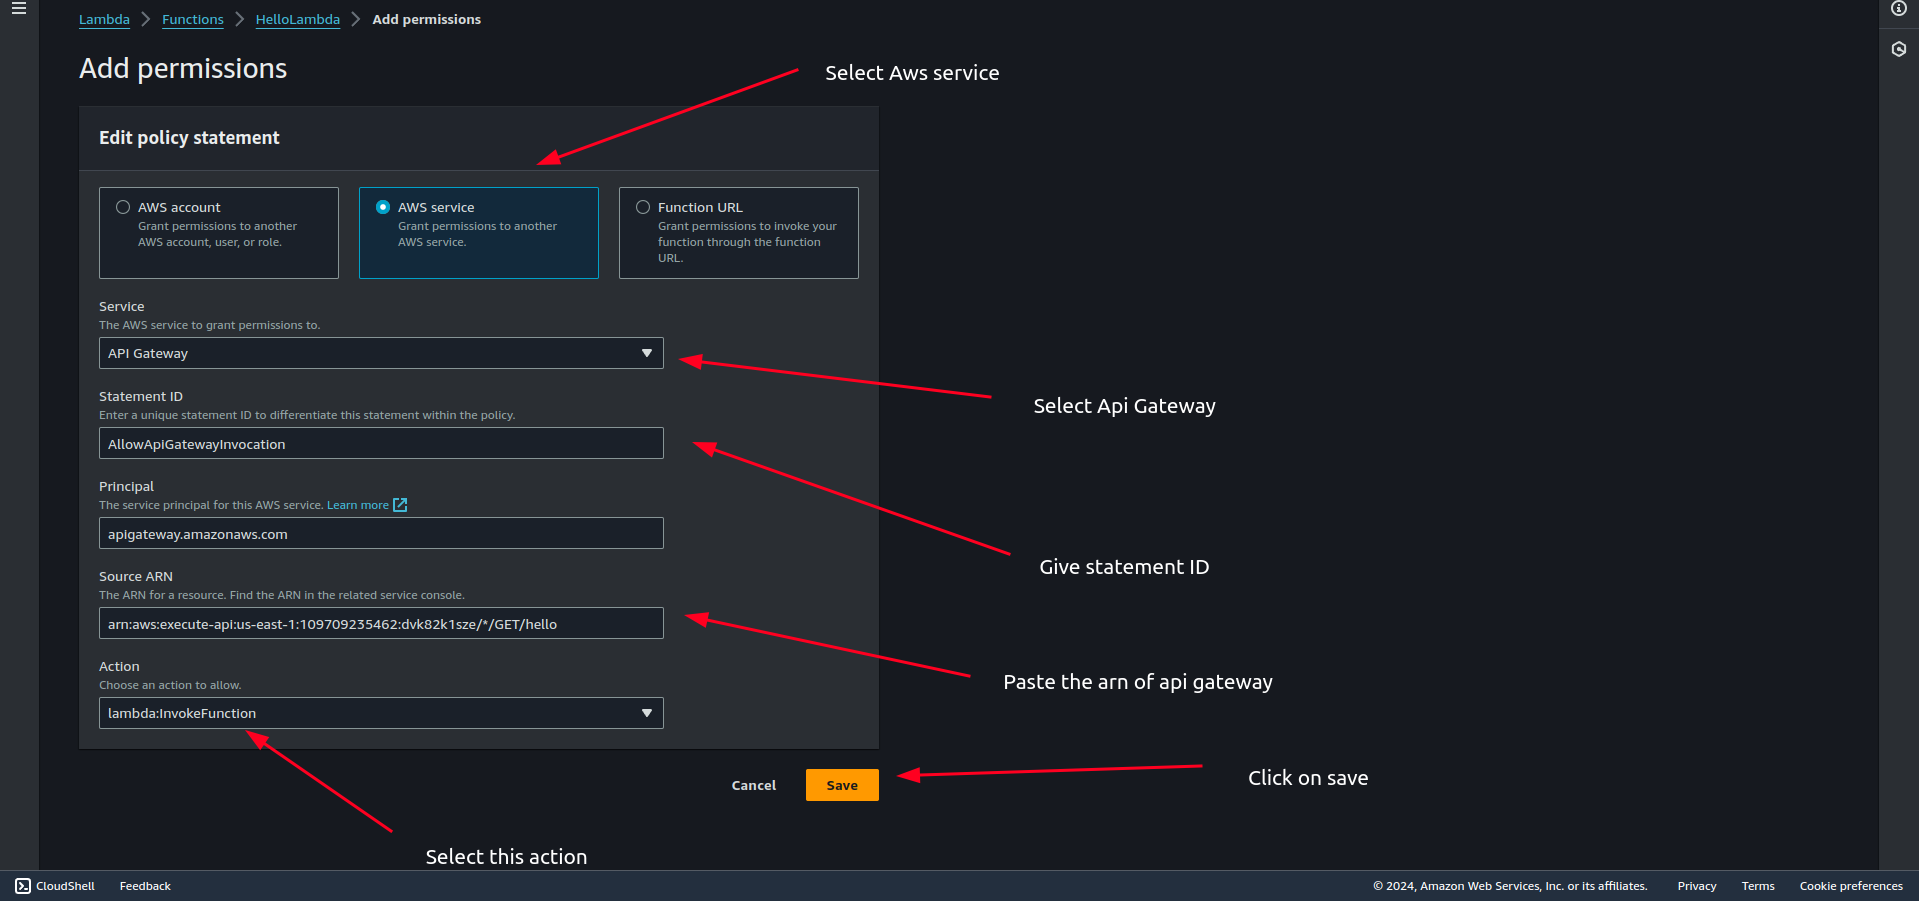 Lambda > Functions > HelloLambda > Add permissions
Add permissions
Select Aws service
Edit policy statement
AWS account
Grant permissions to another
AWS account, user, or role.
AWS service
Grant permissions to another
AWS service.
Function URL
Grant permissions to invoke your
function through the function
URL.
Service
The AWS service to grant permissions to.
API Gateway
Select Api Gateway
Statement ID
Enter a unique statement ID to differentiate this statement within the policy.
AllowApiGatewayInvocation
Give statement ID
Principal
The service principal for this AWS service. Learn more
apigateway.amazonaws.com
Source ARN
The ARN for a resource. Find the ARN in the related service console.
arn:aws:execute-api:us-east-1:109709235462:dvk82k1sze/*/GET/hello
Paste the arn of api gateway
Action
Choose an action to allow.
lambda:InvokeFunction
Select this action
Cancel
Save
Click on save
CloudShell
Feedback
© 2024, Amazon Web Services, Inc. or its affiliates.
Privacy
Terms
Cookie preferences